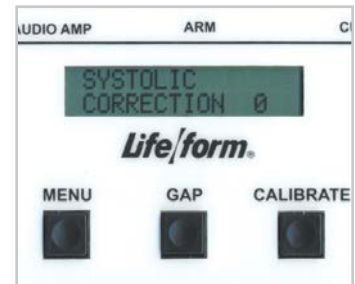 AUDIO AMP ARM
SYSTOLIC
CORRECTION 0
Life/form®
MENU GAP CALIBRATE